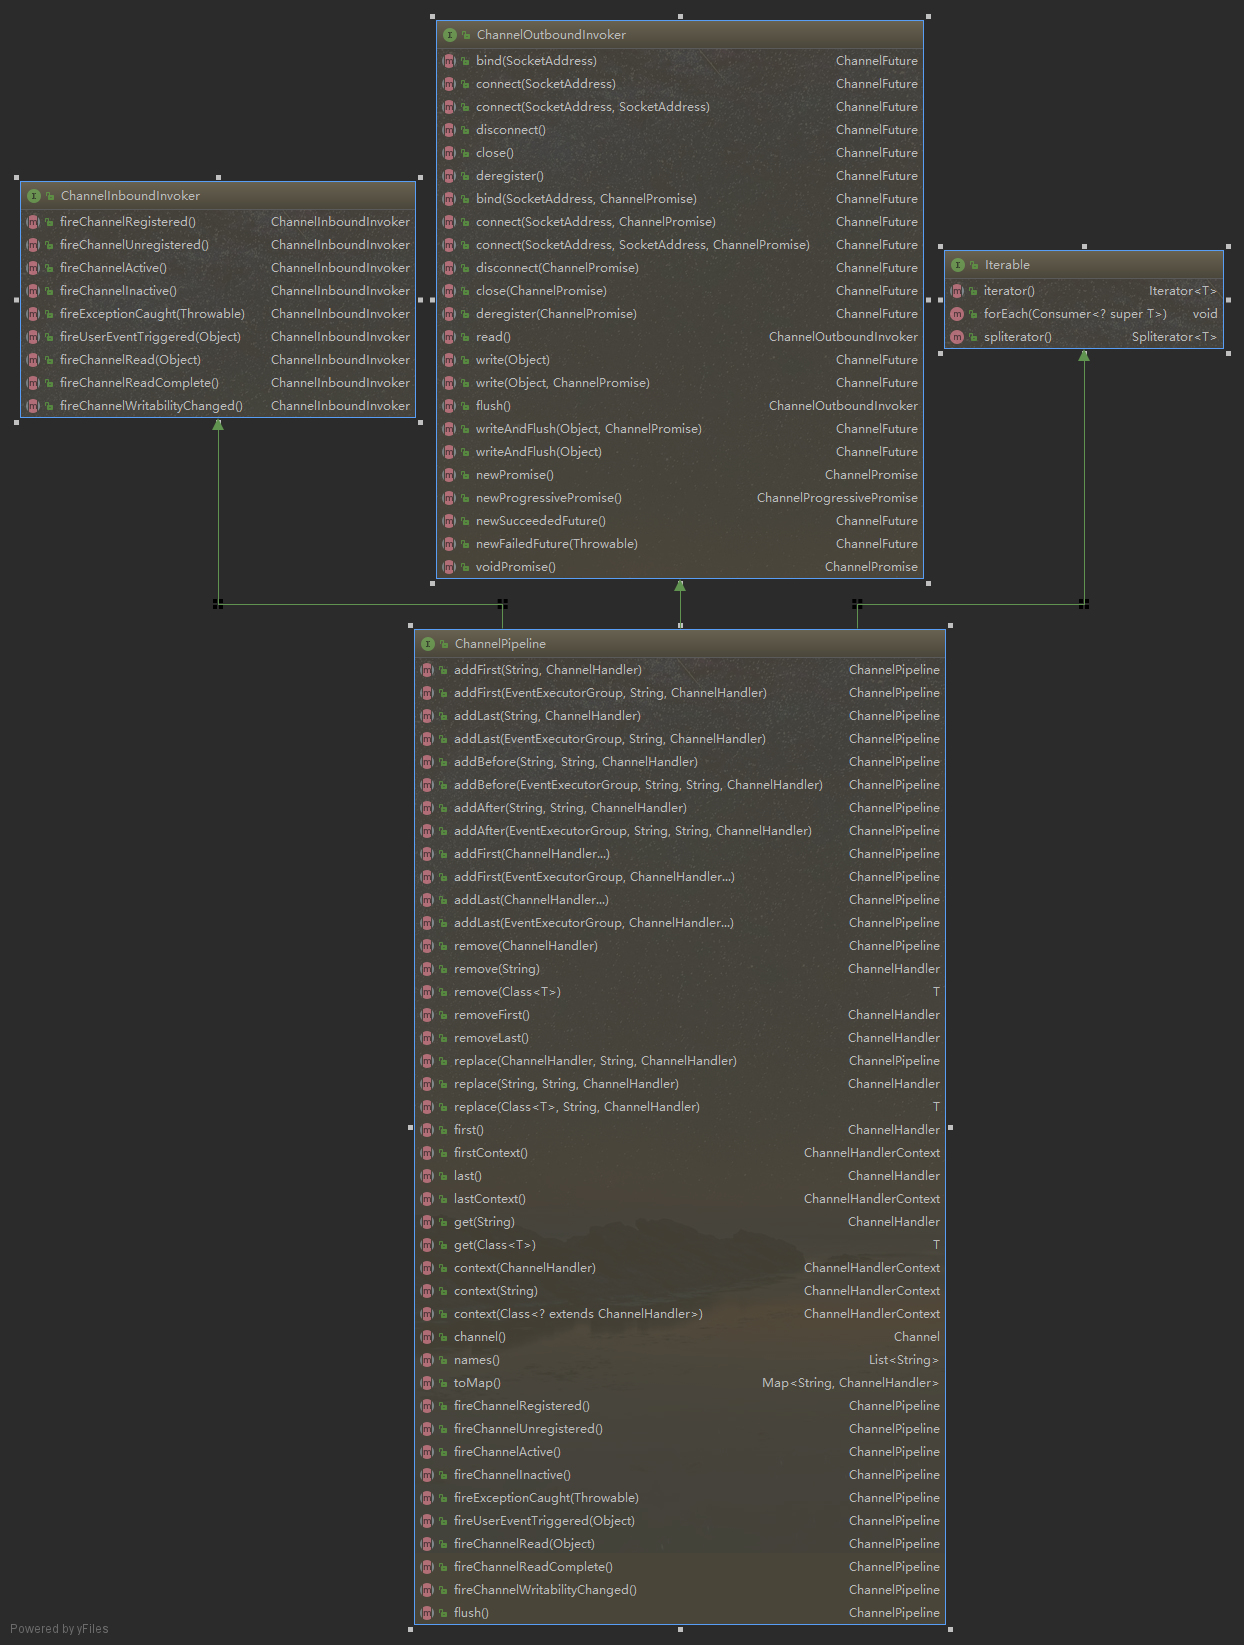 ChannelOutboundInvoker
bind(SocketAddress) ChannelFuture
connect(SocketAddress) ChannelFuture
connect(SocketAddress, SocketAddress) ChannelFuture
disconnect() ChannelFuture
close() ChannelFuture
deregister() ChannelFuture
bind(SocketAddress, ChannelPromise) ChannelFuture
connect(SocketAddress, ChannelPromise) ChannelFuture
connect(SocketAddress, SocketAddress, ChannelPromise) ChannelFuture
disconnect(ChannelPromise) ChannelFuture
close(ChannelPromise) ChannelFuture
deregister(ChannelPromise) ChannelFuture
read() ChannelOutboundInvoker
write(Object) ChannelFuture
write(Object, ChannelPromise) ChannelFuture
flush() ChannelOutboundInvoker
writeAndFlush(Object, ChannelPromise) ChannelFuture
writeAndFlush(Object) ChannelFuture
newPromise() ChannelPromise
newProgressivePromise() ChannelProgressivePromise
newSucceededFuture() ChannelFuture
newFailedFuture(Throwable) ChannelFuture
voidPromise() ChannelPromise
ChannelInboundInvoker
fireChannelRegistered() ChannelInboundInvoker
fireChannelUnregistered() ChannelInboundInvoker
fireChannelActive() ChannelInboundInvoker
fireChannelInactive() ChannelInboundInvoker
fireExceptionCaught(Throwable) ChannelInboundInvoker
fireUserEventTriggered(Object) ChannelInboundInvoker
fireChannelRead(Object) ChannelInboundInvoker
fireChannelReadComplete() ChannelInboundInvoker
fireChannelWritabilityChanged() ChannelInboundInvoker
Iterable
iterator() Iterator<T>
forEach(Consumer<? super T>) void
spliterator() Spliterator<T>
ChannelPipeline
addFirst(String, ChannelHandler) ChannelPipeline
addFirst(EventExecutorGroup, String, ChannelHandler) ChannelPipeline
addLast(String, ChannelHandler) ChannelPipeline
addLast(EventExecutorGroup, String, ChannelHandler) ChannelPipeline
addBefore(String, String, ChannelHandler) ChannelPipeline
addBefore(EventExecutorGroup, String, String, ChannelHandler) ChannelPipeline
addAfter(String, String, ChannelHandler) ChannelPipeline
addAfter(EventExecutorGroup, String, String, ChannelHandler) ChannelPipeline
addFirst(ChannelHandler...) ChannelPipeline
addFirst(EventExecutorGroup, ChannelHandler...) ChannelPipeline
addLast(ChannelHandler...) ChannelPipeline
addLast(EventExecutorGroup, ChannelHandler...) ChannelPipeline
remove(ChannelHandler) ChannelPipeline
remove(String) ChannelHandler
remove(Class<T>) T
removeFirst() ChannelHandler
removeLast() ChannelHandler
replace(ChannelHandler, String, ChannelHandler) ChannelPipeline
replace(String, String, ChannelHandler) ChannelHandler
replace(Class<T>, String, ChannelHandler) T
first() ChannelHandler
firstContext() ChannelHandlerContext
last() ChannelHandler
lastContext() ChannelHandlerContext
get(String) ChannelHandler
get(Class<T>) T
context(ChannelHandler) ChannelHandlerContext
context(String) ChannelHandlerContext
context(Class<? extends ChannelHandler>) ChannelHandlerContext
channel() Channel
names() List<String>
toMap() Map<String, ChannelHandler>
fireChannelRegistered() ChannelPipeline
fireChannelUnregistered() ChannelPipeline
fireChannelActive() ChannelPipeline
fireChannelInactive() ChannelPipeline
fireExceptionCaught(Throwable) ChannelPipeline
fireUserEventTriggered(Object) ChannelPipeline
fireChannelRead(Object) ChannelPipeline
fireChannelReadComplete() ChannelPipeline
fireChannelWritabilityChanged() ChannelPipeline
flush() ChannelPipeline
Powered by yFiles